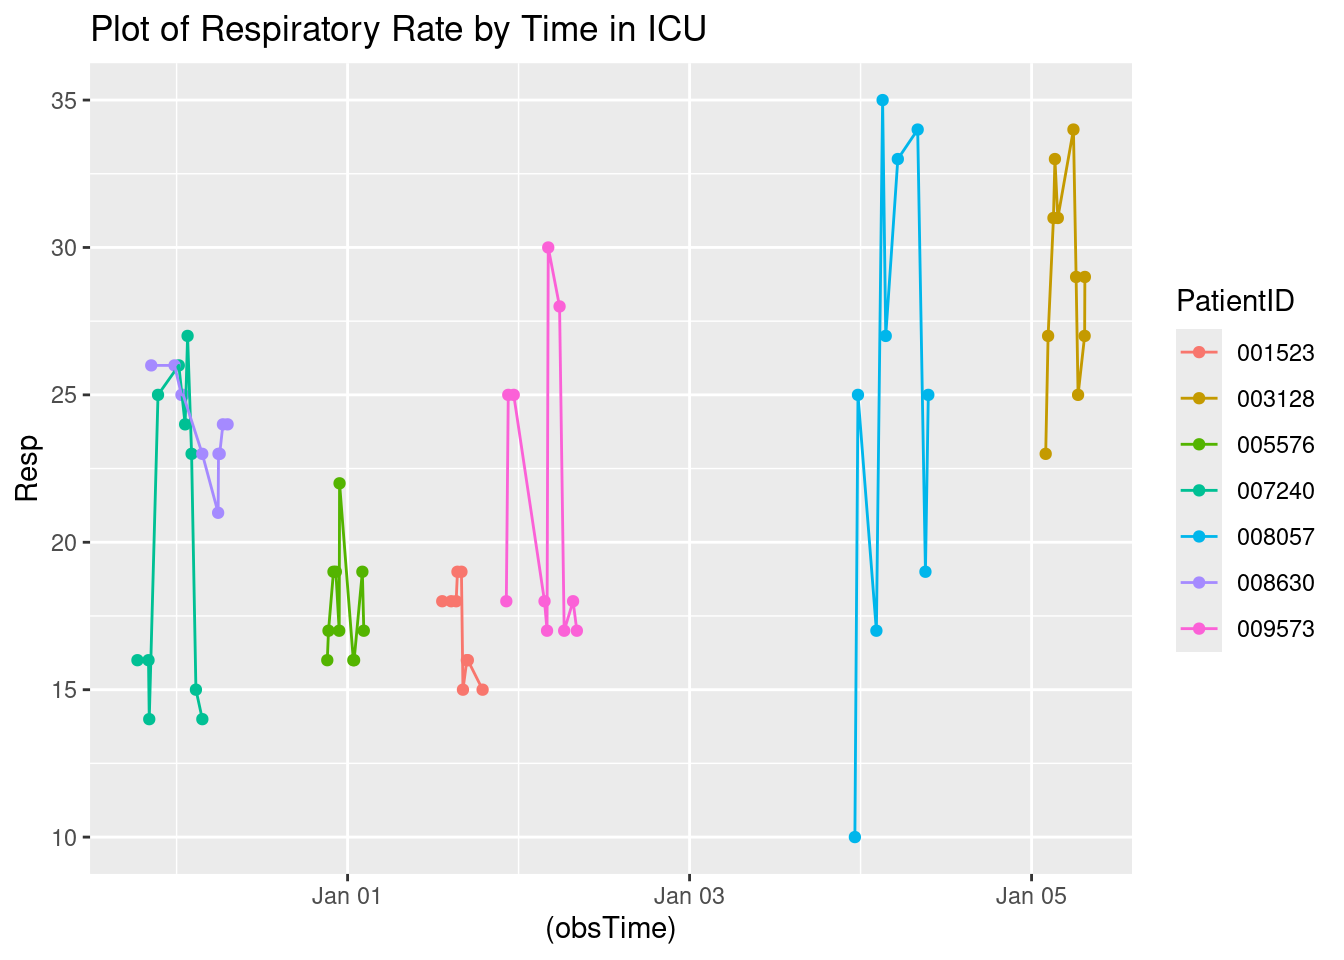 Plot of Respiratory Rate by Time in ICU
35
30
25
20
15
10
Resp
Jan 01
Jan 03
Jan 05
(obsTime)
PatientID
001523
003128
005576
007240
008057
008630
009573